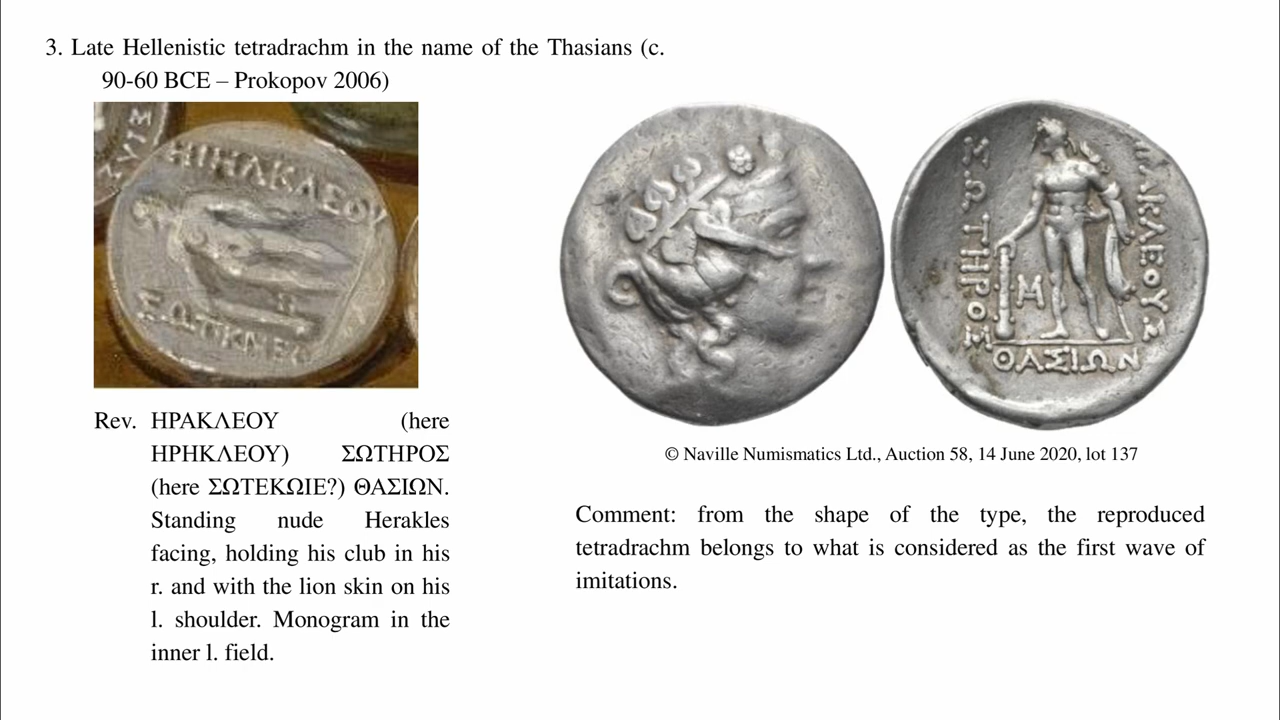 3. Late Hellenistic tetradrachm in the name of the Thasians (c.
90-60 BCE – Prokopov 2006)
ΗΙΗΛΚΛΕΟΥ
Rev. ΗΡΑΚΛΕΟΥ (here
ΗΡΗΚΛΕΟΥ) ΣΩΤΗΡΟΣ
(here ΣΩΤΕΚΩΙΕ?) ΘΑΣΙΩΝ.
Standing nude Herakles
facing, holding his club in his
r. and with the lion skin on his
l. shoulder. Monogram in the
inner l. field.
ΣΩΤΗΡΟΣ
ΘΑΣΙΩΝ
© Naville Numismatics Ltd., Auction 58, 14 June 2020, lot 137
Comment: from the shape of the type, the reproduced
tetradrachm belongs to what is considered as the first wave of
imitations.